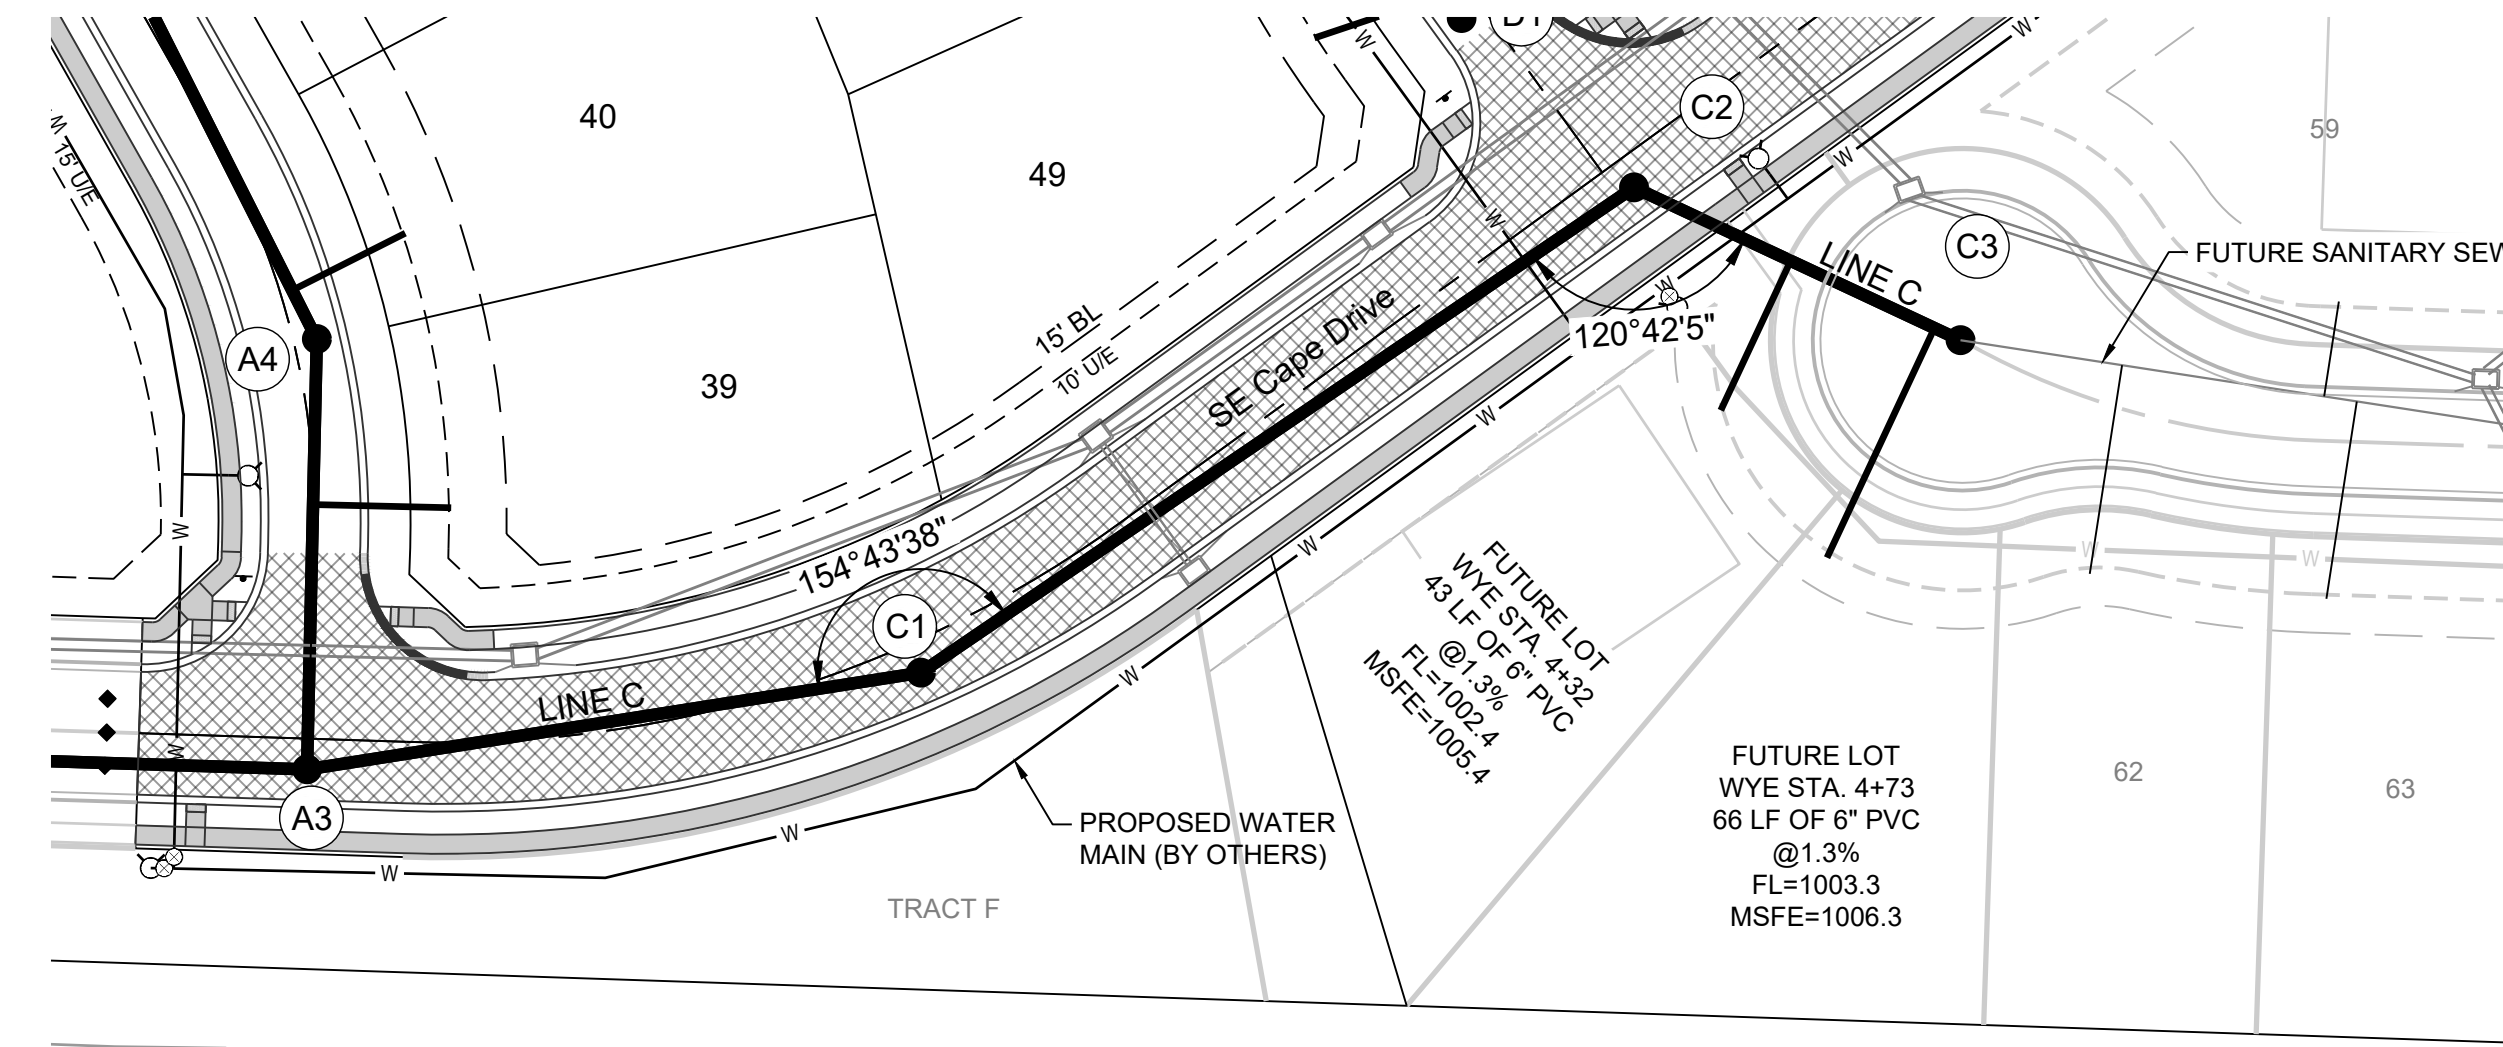 D1
C2
40
59
49
15' U/E
C3
FUTURE SANITARY SEW
LINE C
120°42'5"
A4
15' BL
10' U/E
SE Cape Drive
39
154°43'38"
C1
LINE C
FUTURE LOT
WYE STA. 4+32
43 LF OF 6" PVC
@1.3%
FL=1002.4
MSFE=1005.4
FUTURE LOT
WYE STA. 4+73
66 LF OF 6" PVC
@1.3%
FL=1003.3
MSFE=1006.3
62
63
A3
PROPOSED WATER
MAIN (BY OTHERS)
TRACT F
W
W
W
W
W
W
W
W
W
W
W
W
W
W